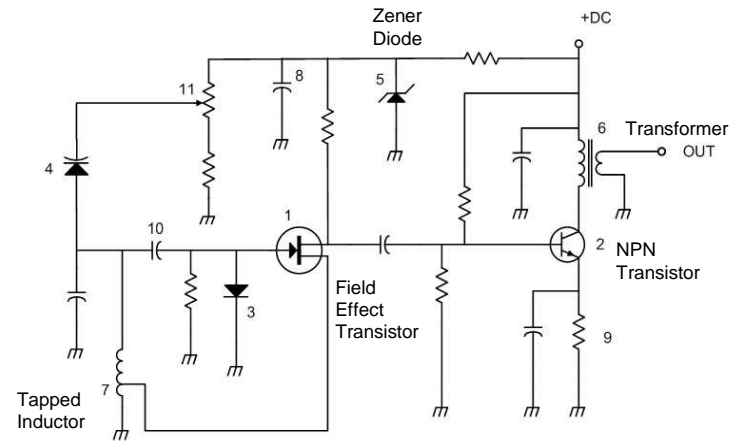 Zener
Diode
+DC
11
8
5
6
Transformer
OUT
4
10
1
2
NPN
Transistor
3
Field
Effect
Transistor
9
Tapped
Inductor
7